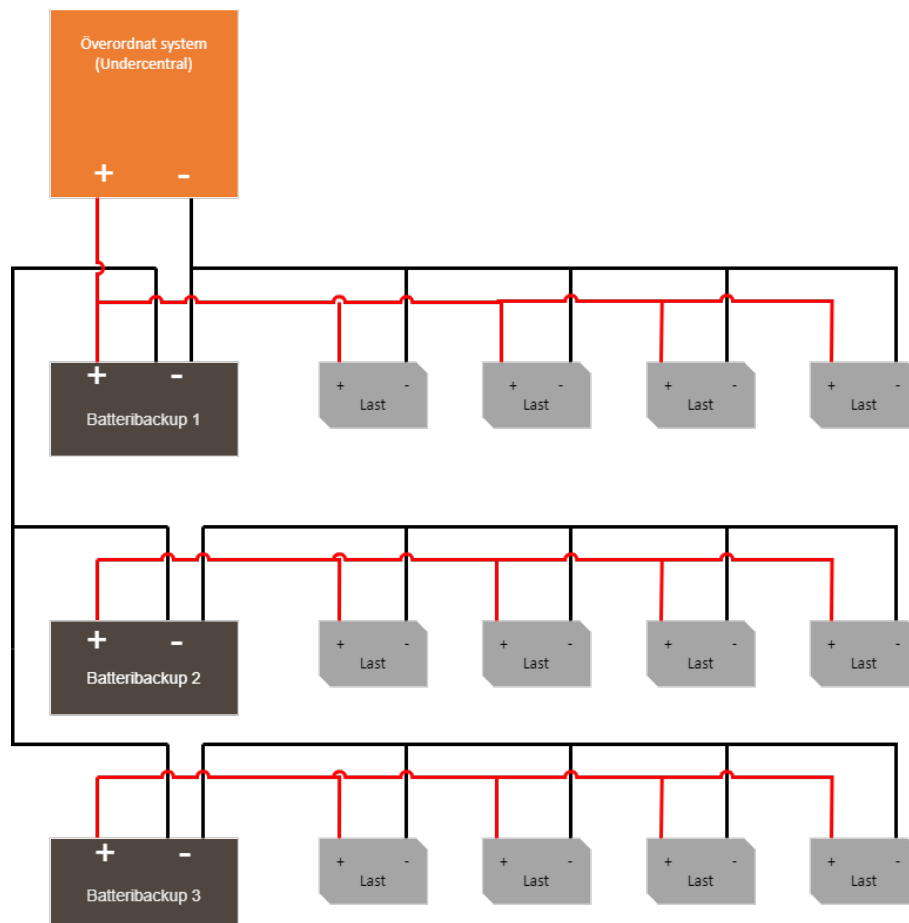 Överordnat system
(Undercentral)
+ -
+ -
Batteribackup 1
+ -
Last
+ -
Last
+ -
Last
+ -
Last
+ -
Batteribackup 2
+ -
Last
+ -
Last
+ -
Last
+ -
Last
+ -
Batteribackup 3
+ -
Last
+ -
Last
+ -
Last
+ -
Last